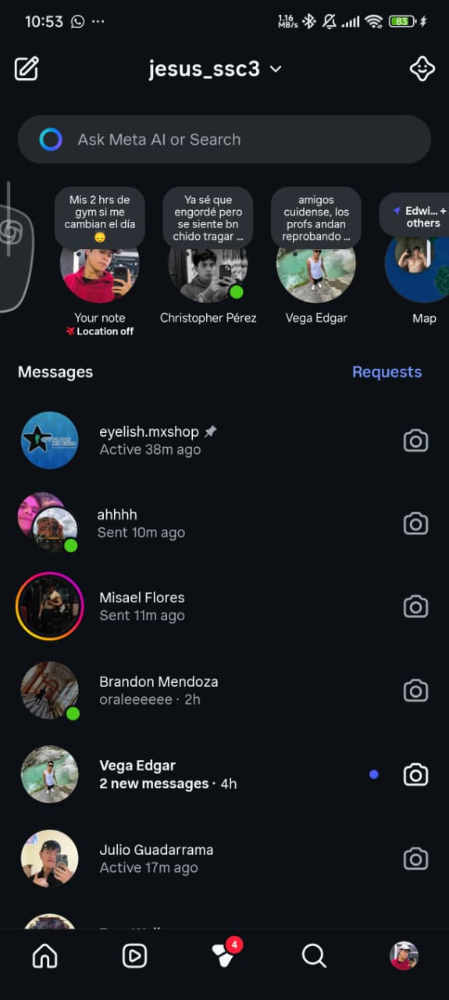 10:53
1.16
MB/s
83
jesus_ssc3
Ask Meta AI or Search
Mis 2 hrs de
gym si me
cambian el día
😞
Ya sé que
engordé pero
se siente bn
chido tragar ...
amigos
cuidense, los
profs andan
reprobando ...
Edwi... +
others
Your note
Location off
Christopher Pérez
Vega Edgar
Map
Messages
Requests
eyelish.mxshop
Active 38m ago
ahhhh
Sent 10m ago
Misael Flores
Sent 11m ago
Brandon Mendoza
oraleeeeee · 2h
Vega Edgar
2 new messages · 4h
Julio Guadarrama
Active 17m ago
4